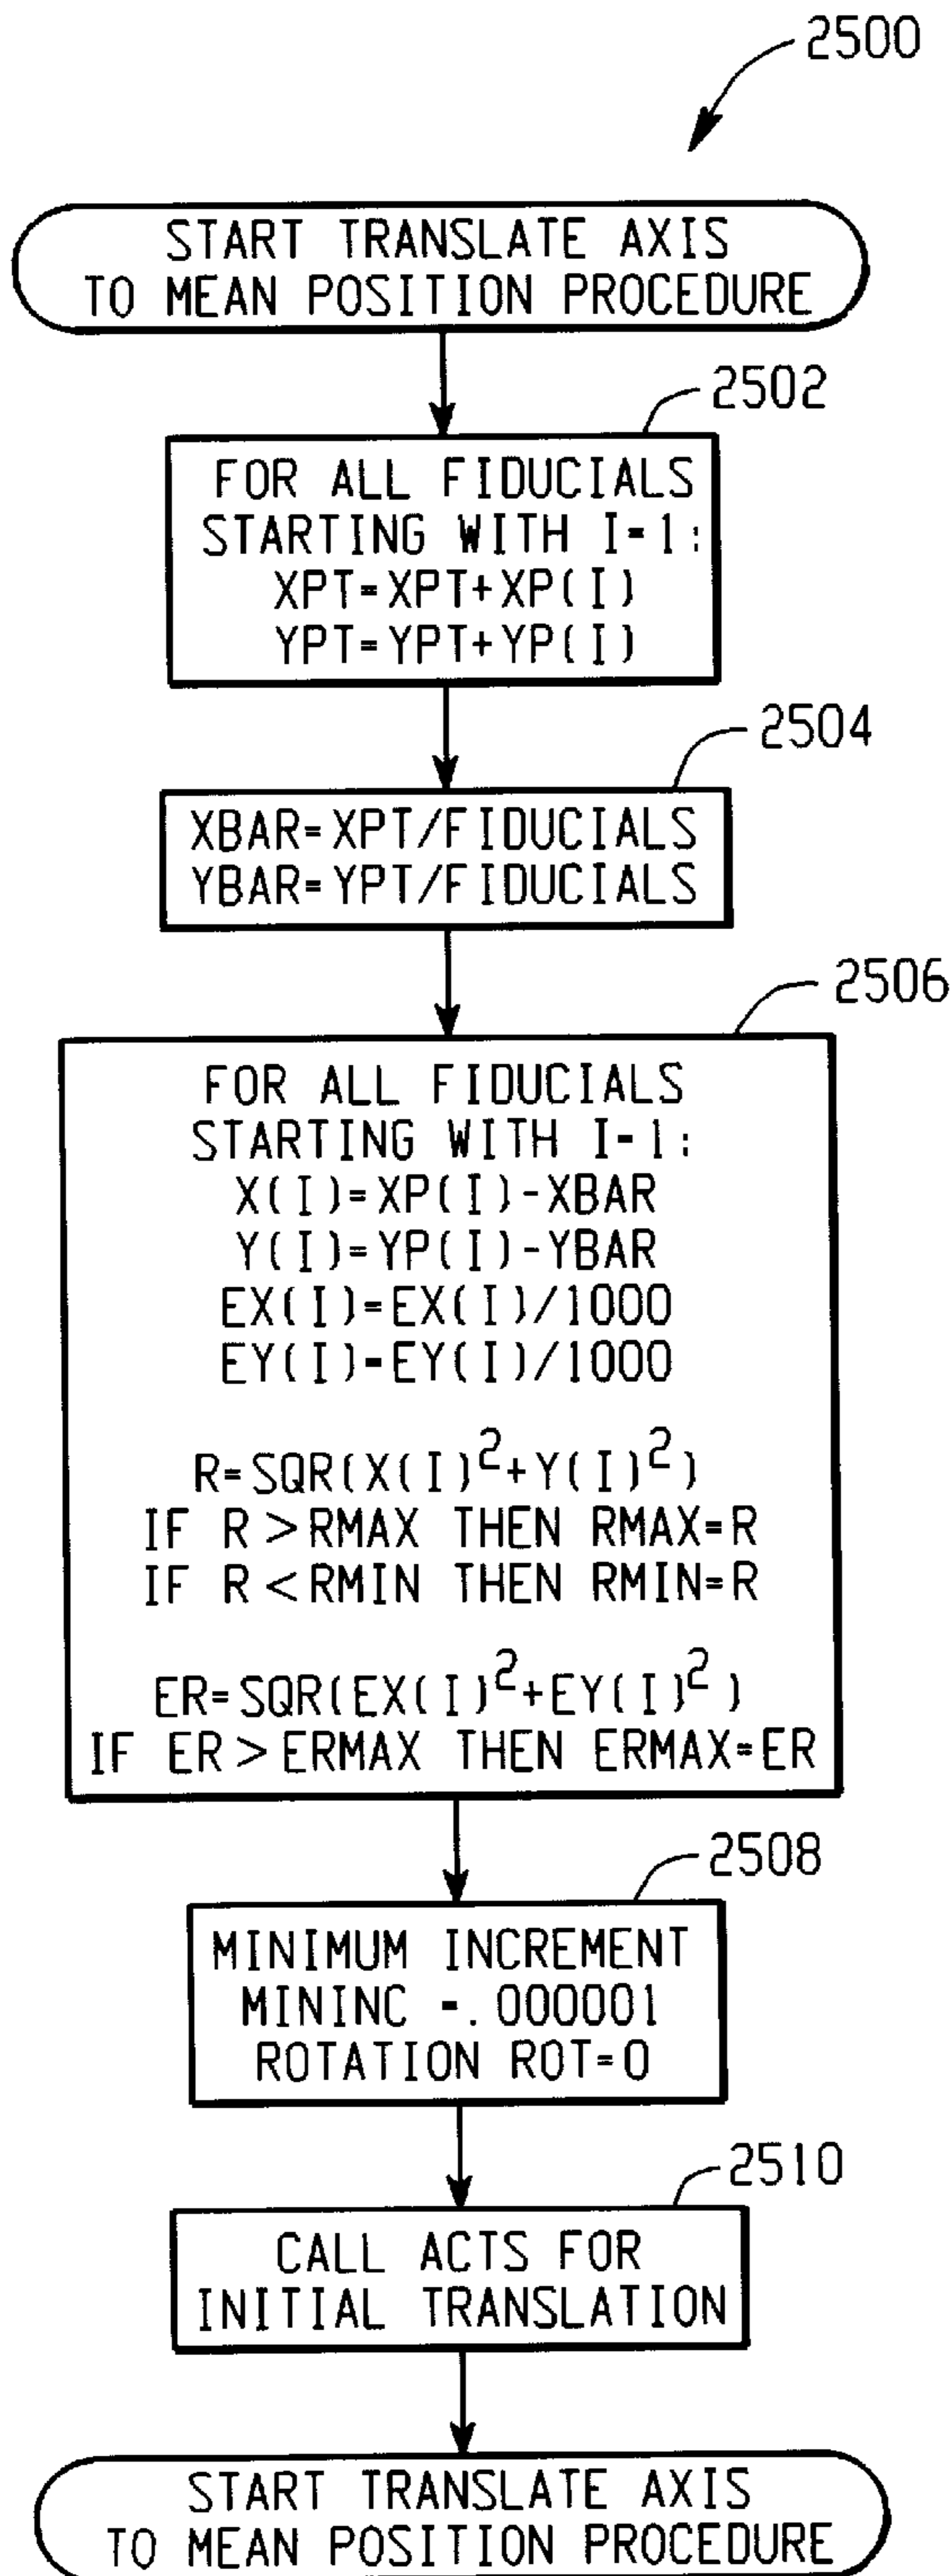 2500
START TRANSLATE AXIS
TO MEAN POSITION PROCEDURE
2502
FOR ALL FIDUCIALS
STARTING WITH I=1:
XPT=XPT+XP(I)
YPT=YPT+YP(I)
2504
XBAR=XPT/FIDUCIALS
YBAR=YPT/FIDUCIALS
2506
FOR ALL FIDUCIALS
STARTING WITH I=1:
X(I)=XP(I)-XBAR
Y(I)=YP(I)-YBAR
EX(I)=EX(I)/1000
EY(I)=EY(I)/1000
R=SQR(X(I)²+Y(I)²)
IF R>RMAX THEN RMAX=R
IF R<RMIN THEN RMIN=R
ER=SQR(EX(I)²+EY(I)²)
IF ER>ERMAX THEN ERMAX=ER
2508
MINIMUM INCREMENT
MININC =.000001
ROTATION ROT=0
2510
CALL ACTS FOR
INITIAL TRANSLATION
START TRANSLATE AXIS
TO MEAN POSITION PROCEDURE